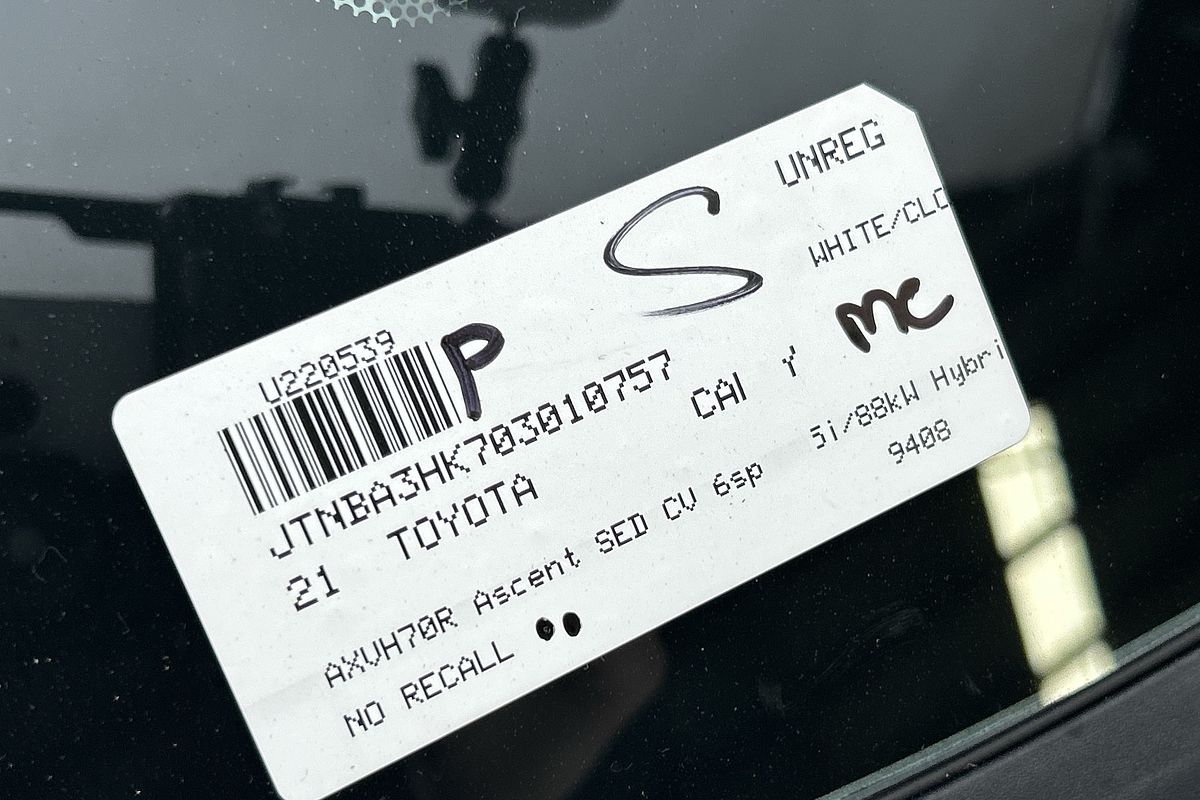 UNREG
S
WHITE/CLO
U220539
P
MC
JTNBA3HK703010757
21 TOYOTA CAI Y
AXVH70R Ascent SED CV 6sp 5i/88kW Hybri
NO RECALL 9408